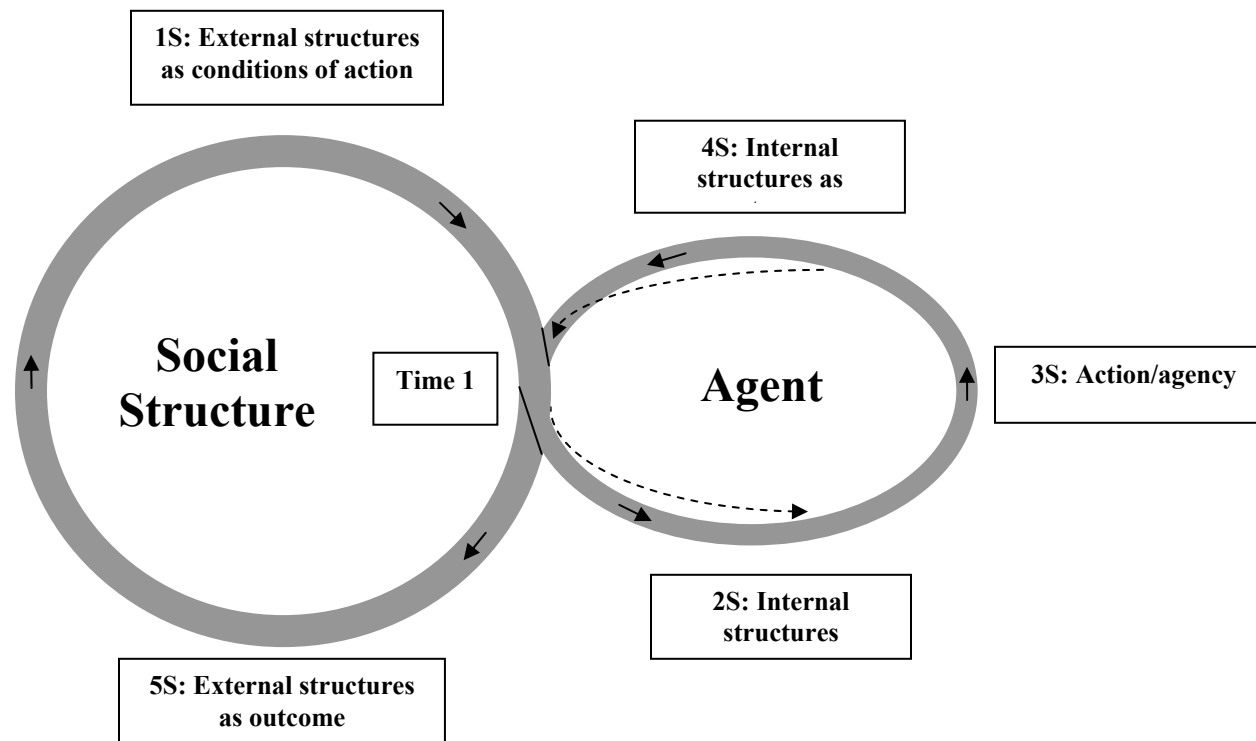 1S: External structures
as conditions of action
4S: Internal
structures as
Social
Structure
Time 1
Agent
3S: Action/agency
2S: Internal
structures
5S: External structures
as outcome